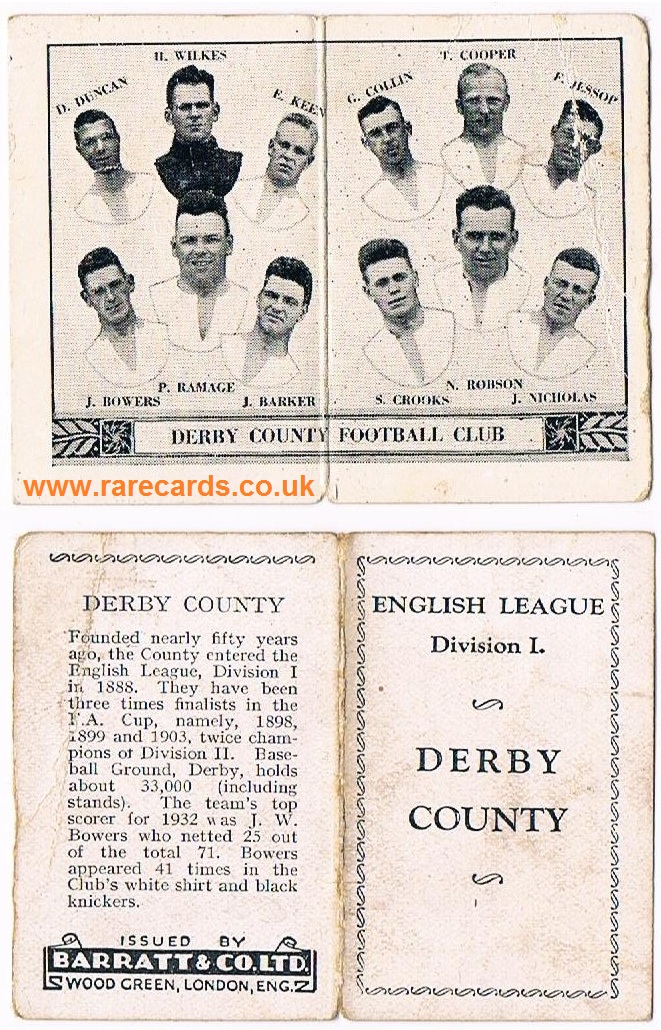 H. WILKES
T. COOPER
D. DUNCAN
E. KEEN
G. COLLIN
F. JESSOP
P. RAMAGE
N. ROBSON
J. BOWERS
J. BARKER
S. CROOKS
J. NICHOLAS
DERBY COUNTY FOOTBALL CLUB
www.rarecards.co.uk
DERBY COUNTY
Founded nearly fifty years
ago, the County entered the
English League, Division I
in 1888. They have been
three times finalists in the
F.A. Cup, namely, 1898,
1899 and 1903, twice cham-
pions of Division II. Base-
ball Ground, Derby, holds
about 33,000 (including
stands). The team's top
scorer for 1932 was J. W.
Bowers who netted 25 out
of the total 71. Bowers
appeared 41 times in the
Club's white shirt and black
knickers.
ISSUED BY
BARRATT & CO. LTD.
WOOD GREEN, LONDON, ENG.
ENGLISH LEAGUE
Division I.
DERBY
COUNTY